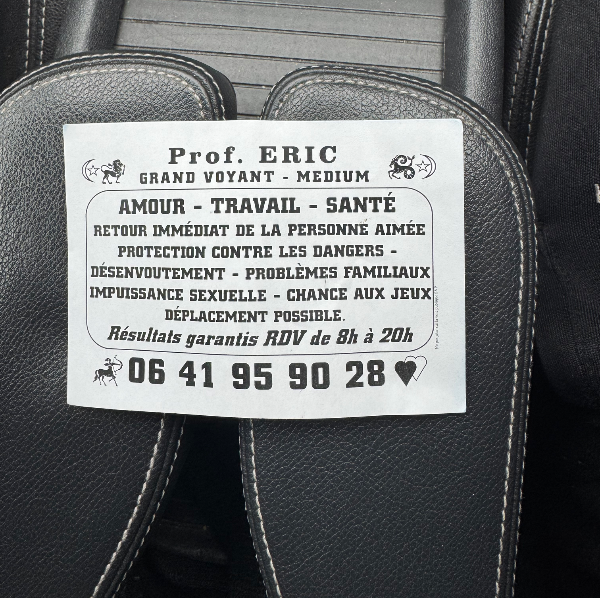 Prof. ERIC
GRAND VOYANT - MEDIUM
AMOUR - TRAVAIL - SANTÉ
RETOUR IMMÉDIAT DE LA PERSONNÉ AIMÉE
PROTECTION CONTRE LES DANGERS -
DÉSENVOUTEMENT - PROBLÈMES FAMILIAUX
IMPUISSANCE SEXUELLE - CHANCE AUX JEUX
DÉPLACEMENT POSSIBLE.
Résultats garantis RDV de 8h à 20h
06 41 95 90 28